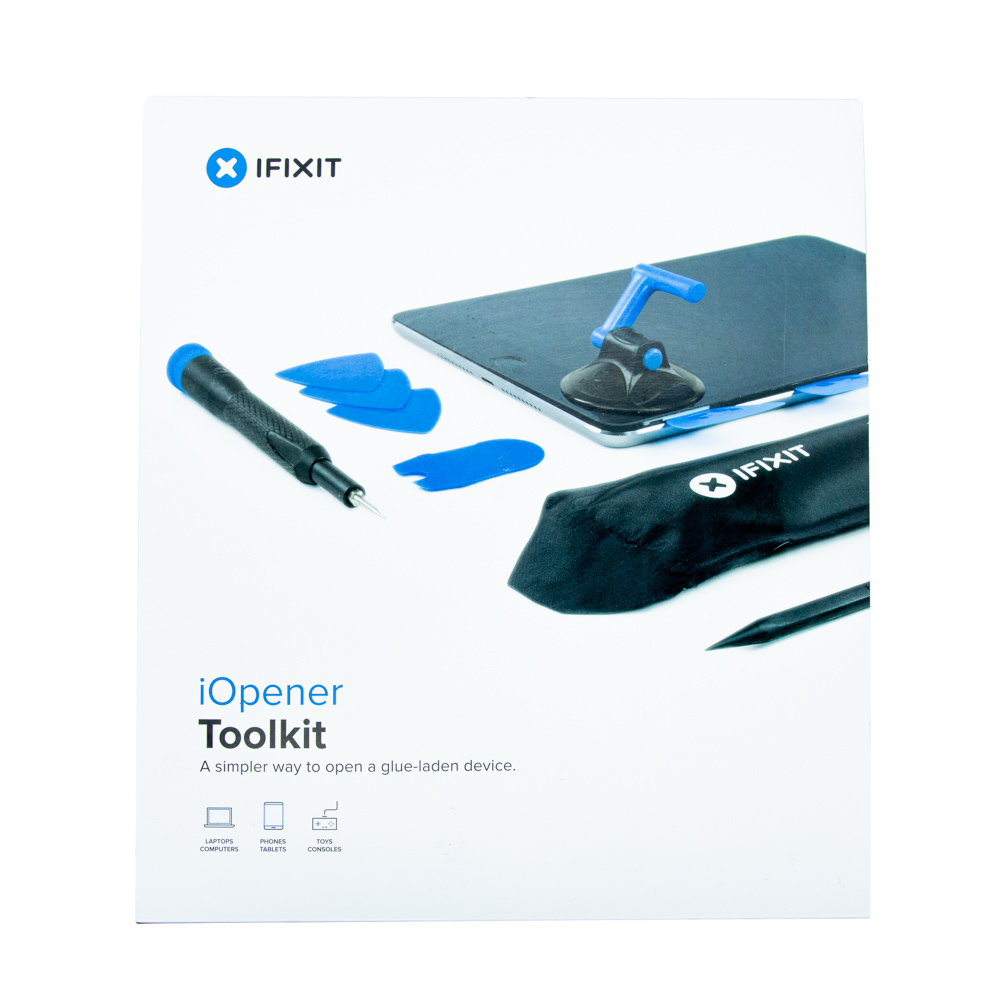 IFIXIT
IFIXIT
iOpener
Toolkit
A simpler way to open a glue-laden device.
LAPTOPS
COMPUTERS
PHONES
TABLETS
TOYS
CONSOLES